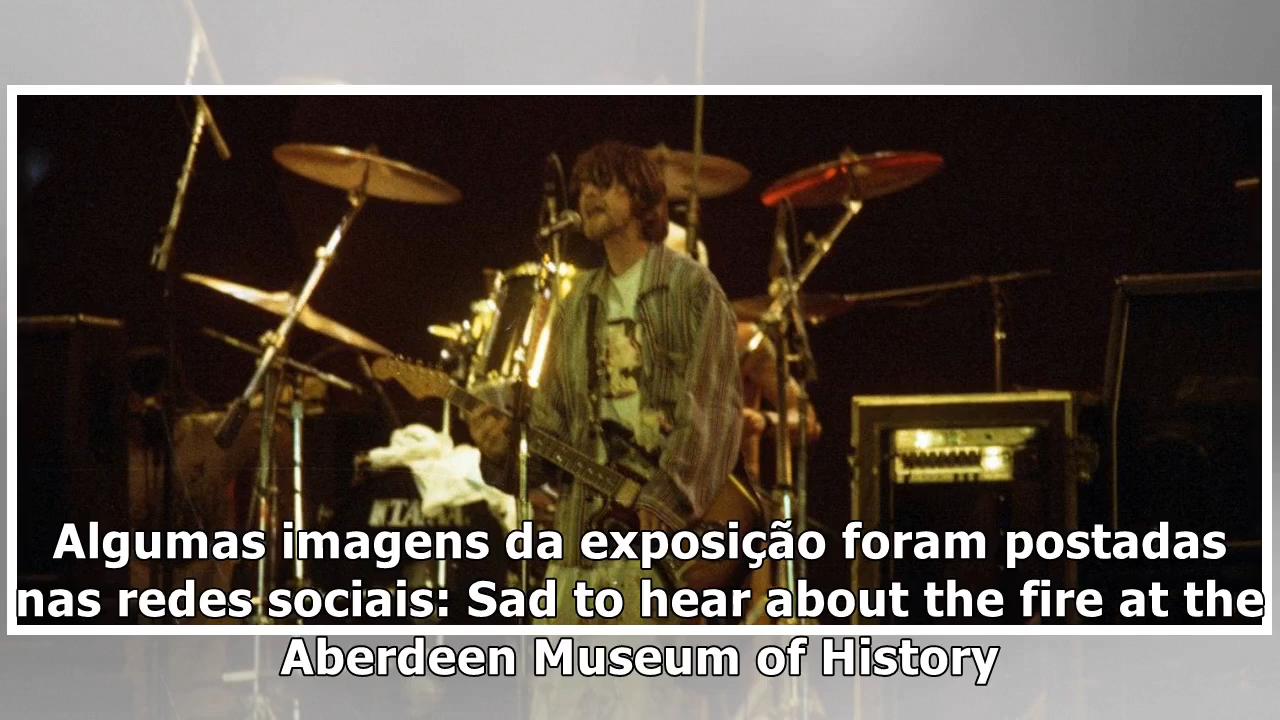 TAMA
Algumas imagens da exposição foram postadas
nas redes sociais: Sad to hear about the fire at the
Aberdeen Museum of History